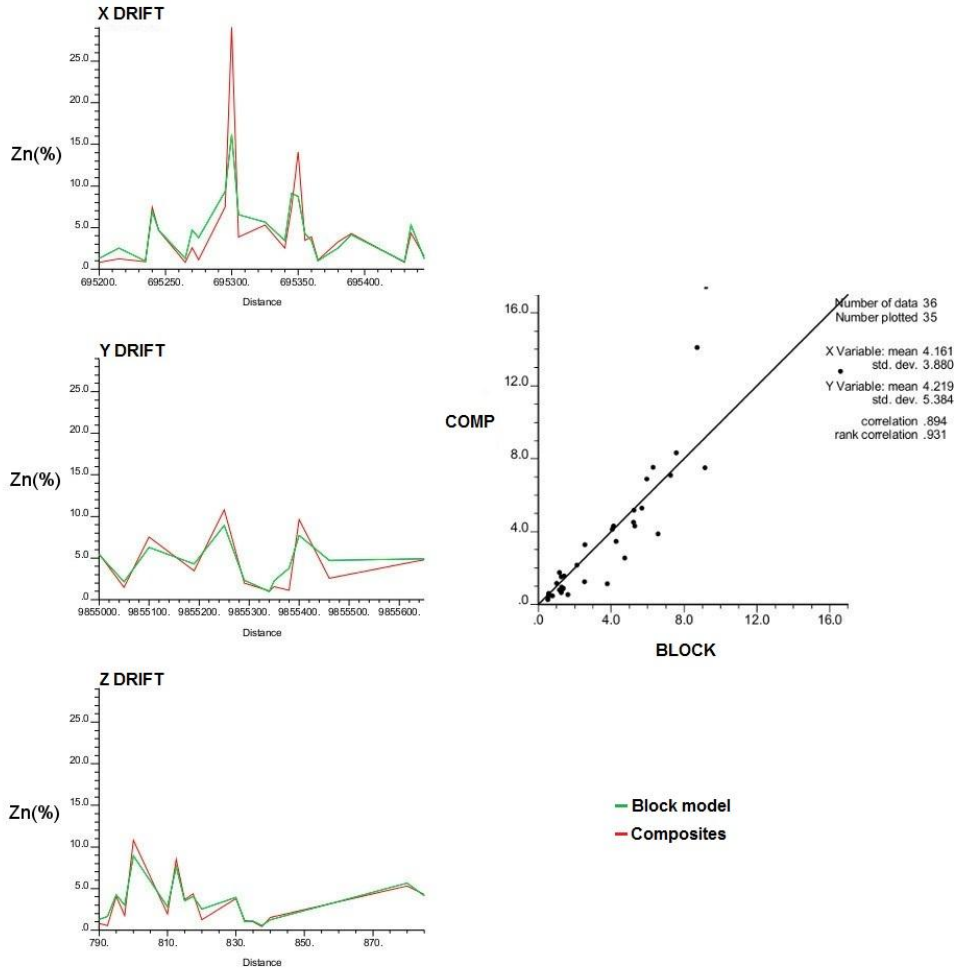 X DRIFT
25.0
20.0
15.0
Zn(%)
10.0
5.0
.0
695200. 695250. 695300. 695350. 695400.
Distance
Y DRIFT
25.0
20.0
15.0
Zn(%)
10.0
5.0
.0
9855000. 9855100. 9855200. 9855300. 9855400. 9855500. 9855600.
Distance
Z DRIFT
25.0
20.0
15.0
Zn(%)
10.0
5.0
.0
790. 810. 830. 850. 870.
Distance
16.0
12.0
COMP
8.0
4.0
.0
.0 4.0 8.0 12.0 16.0
BLOCK
Number of data 36
Number plotted 35
X Variable: mean 4.161
std. dev. 3.880
Y Variable: mean 4.219
std. dev. 5.384
correlation .894
rank correlation .931
Block model
Composites